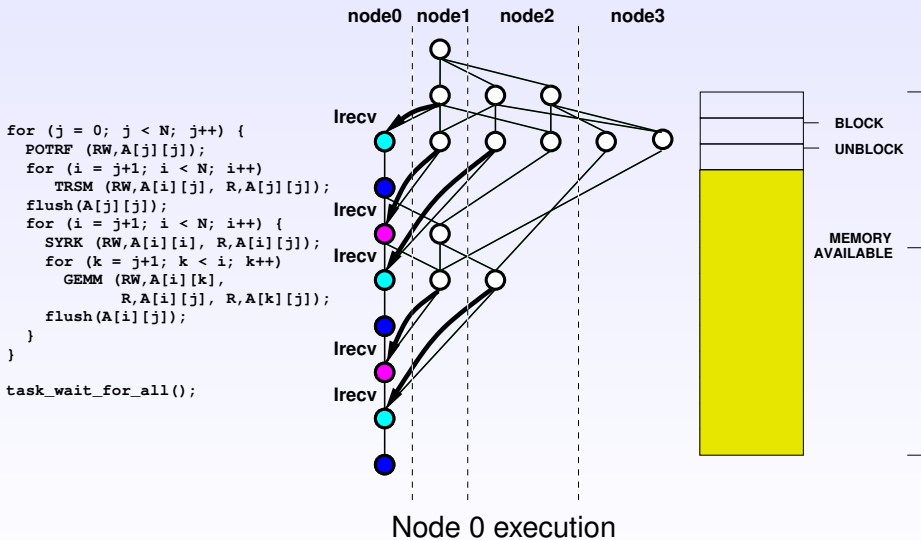 node0 node1 node2 node3
for (j = 0; j < N; j++) {
POTRF (RW,A[j][j]);
for (i = j+1; i < N; i++)
TRSM (RW,A[i][j], R,A[j][j]);
flush(A[j][j]);
for (i = j+1; i < N; i++) {
SYRK (RW,A[i][i], R,A[i][j]);
for (k = j+1; k < i; k++)
GEMM (RW,A[i][k],
R,A[i][j], R,A[k][j]);
flush(A[i][j]);
}
}
task_wait_for_all();
Irecv
Irecv
Irecv
Irecv
Irecv
BLOCK
UNBLOCK
MEMORY
AVAILABLE
Node 0 execution